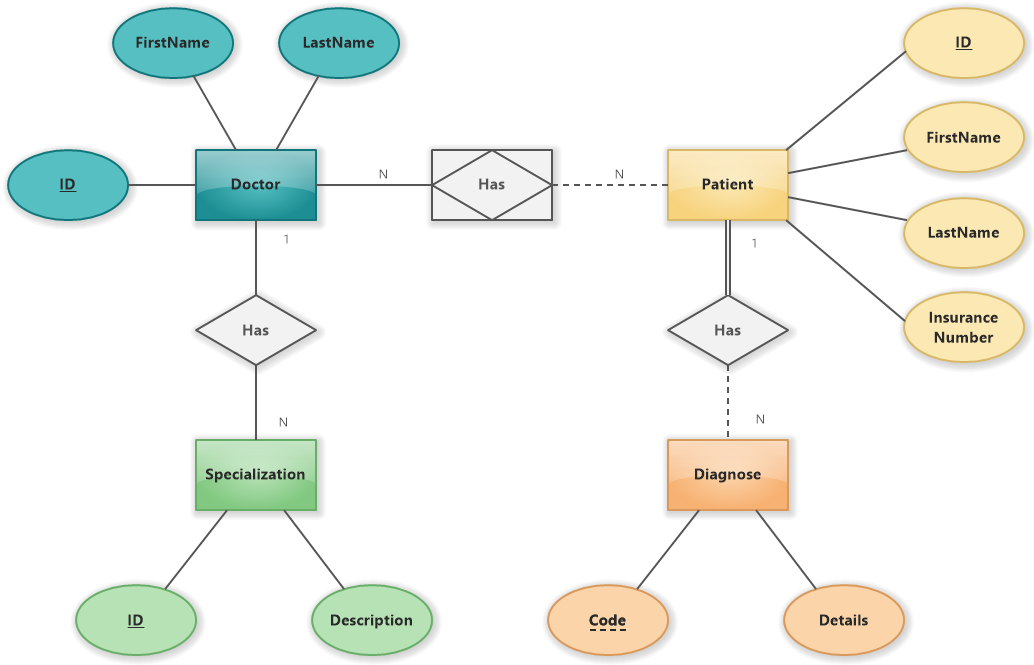 FirstName
LastName
ID
ID
FirstName
Doctor
N
Has
N
Patient
LastName
1
1
Insurance
Number
Has
Has
N
N
Specialization
Diagnose
ID
Description
Code
Details